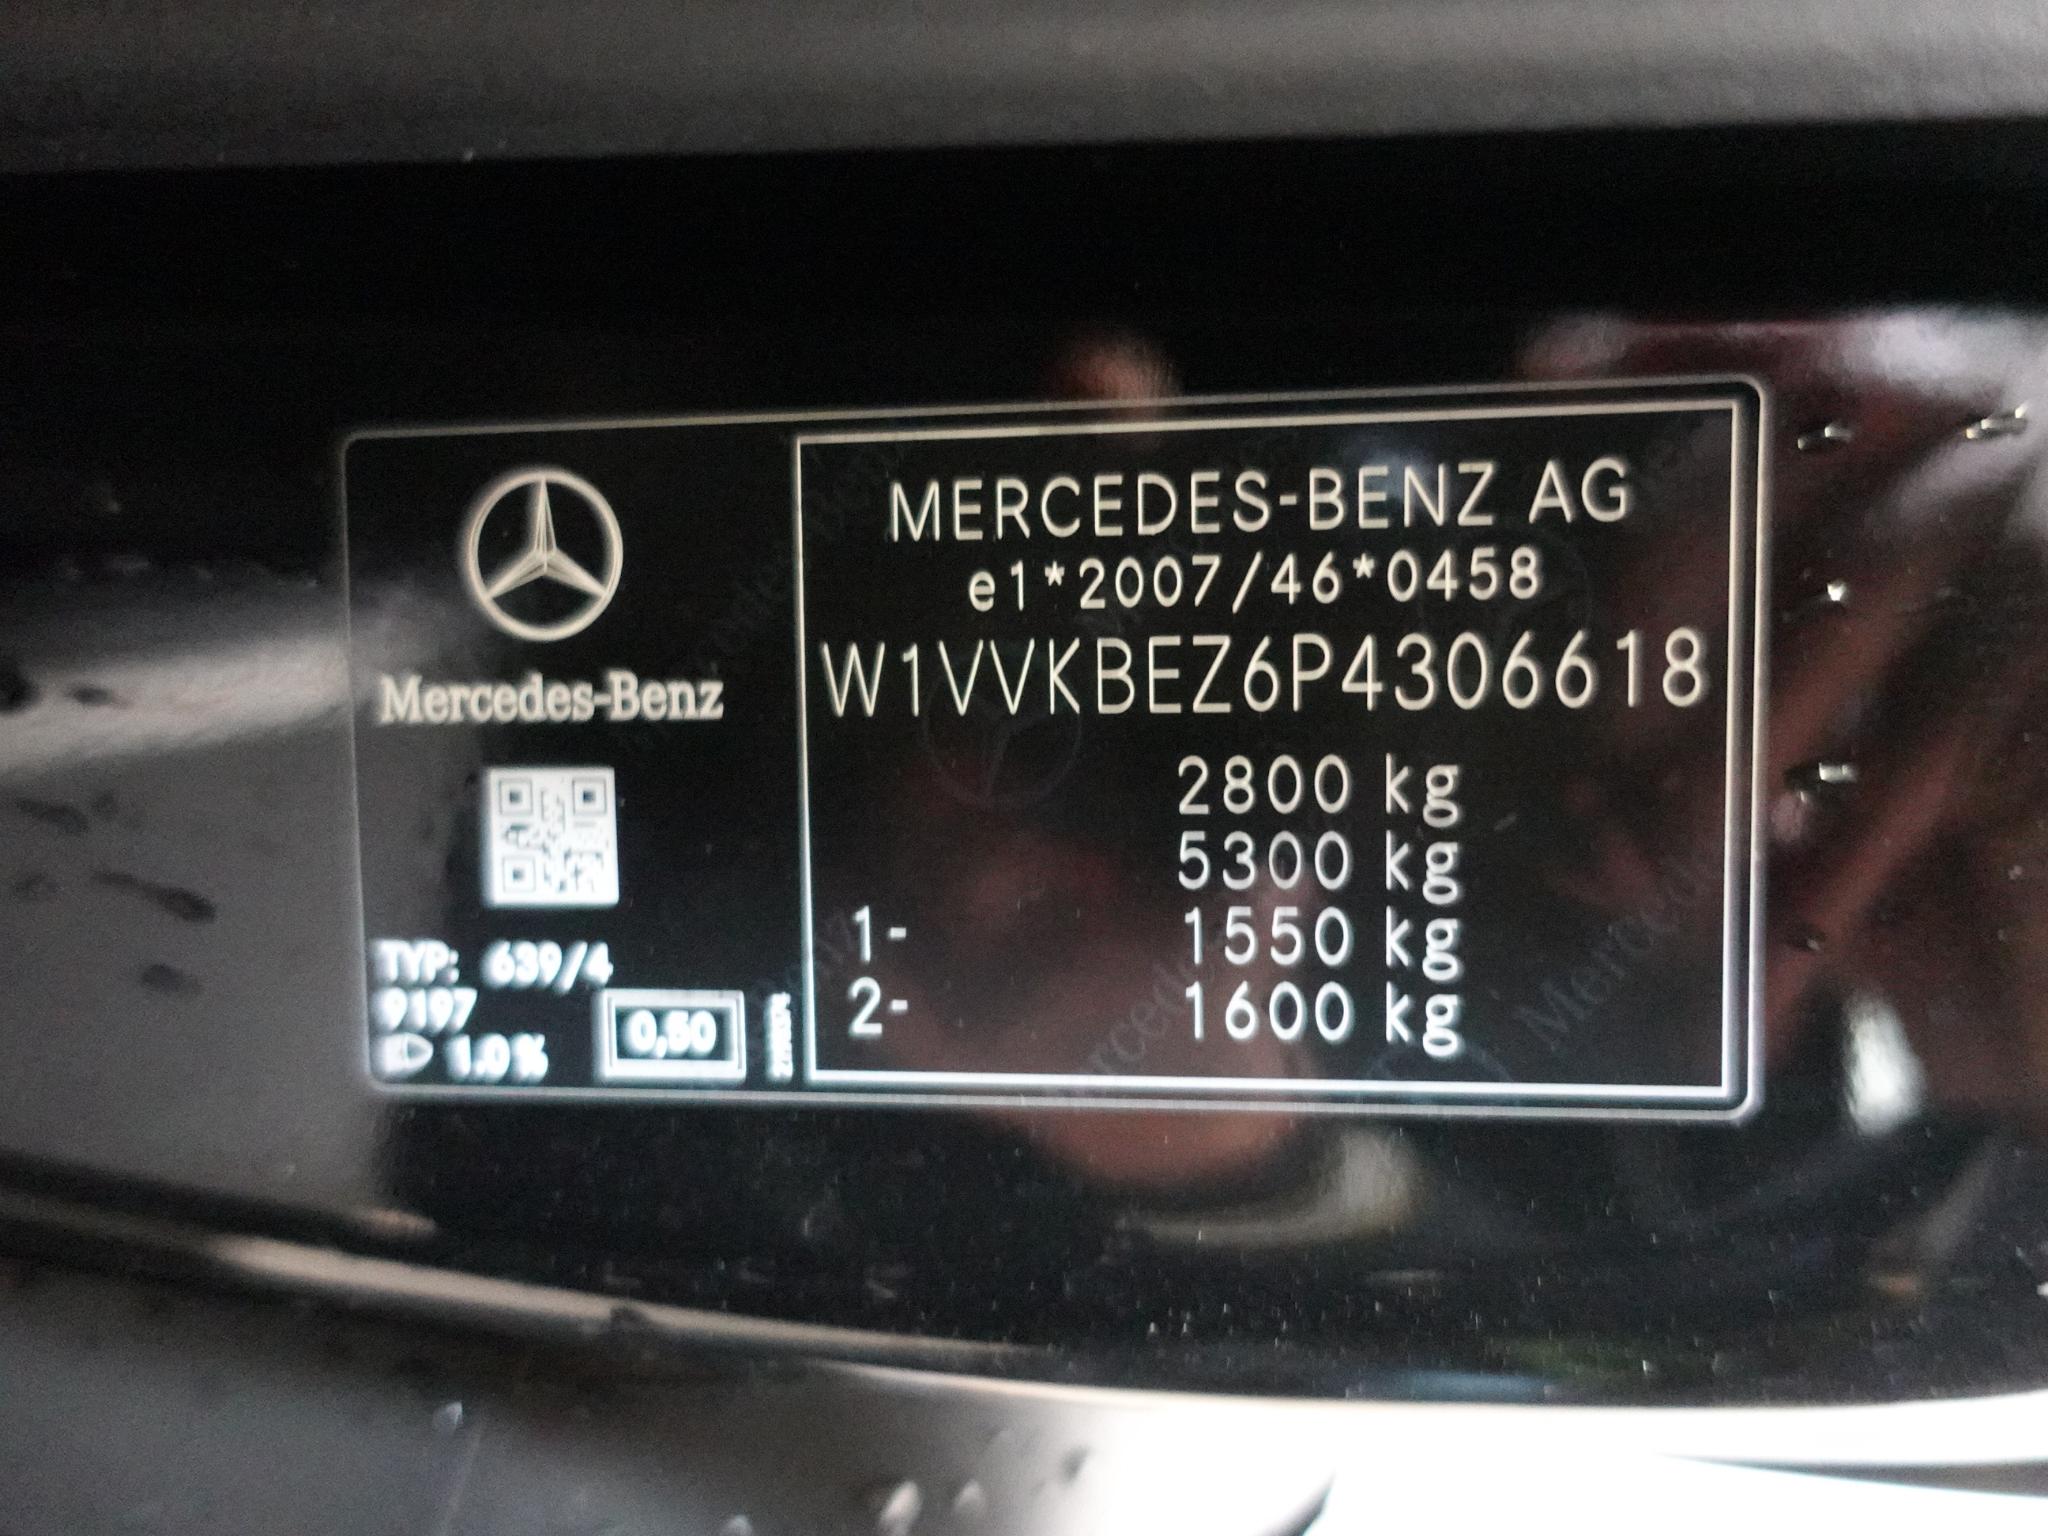 Mercedes-Benz
TYP: 639/4
9197
1.0%
0,50
MERCEDES-BENZ AG
e1*2007/46*0458
W1VVKBEZ6P4306618
2800 kg
5300 kg
1- 1550 kg
2- 1600 kg